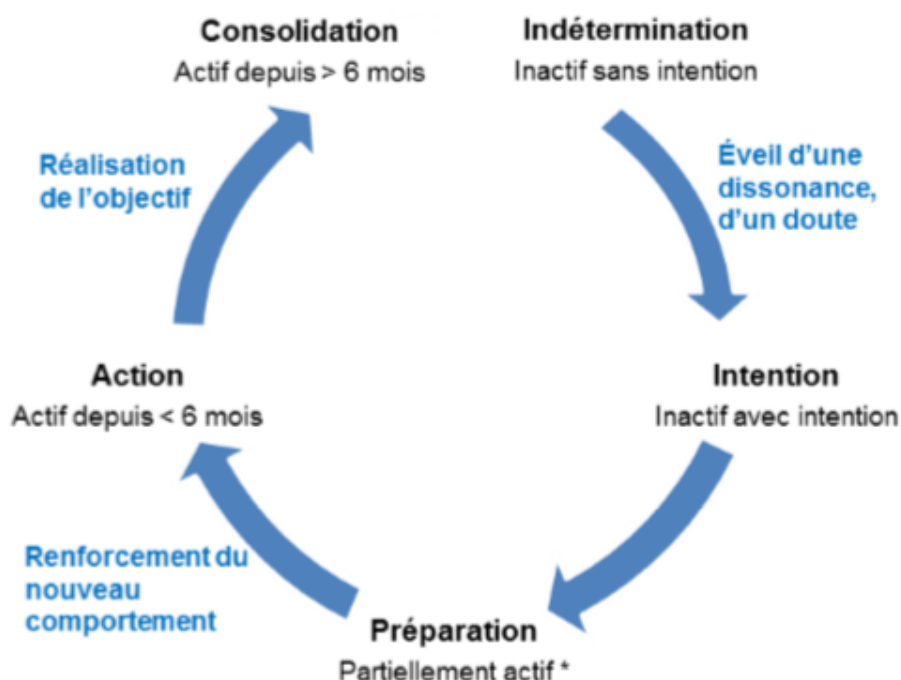 Consolidation
Actif depuis > 6 mois
Indétermination
Inactif sans intention
Éveil d'une
dissonance,
d'un doute
Intention
Inactif avec intention
Préparation
Partiellement actif *
Renforcement du
nouveau
comportement
Action
Actif depuis < 6 mois
Réalisation
de l'objectif